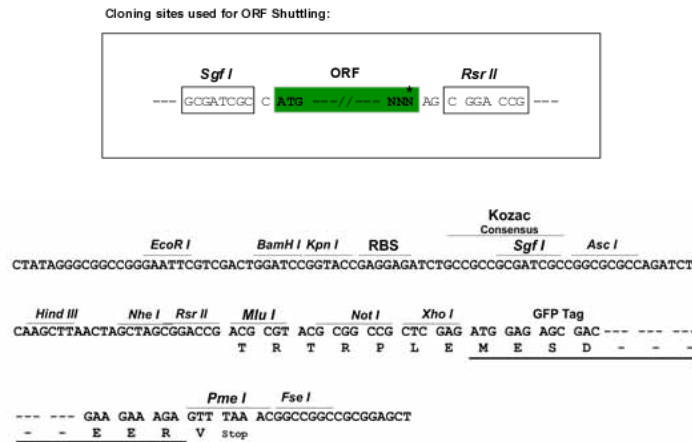 Cloning sites used for ORF Shuttling:
Sgf I ORF Rsr II
--- GCGATCGC C ATG ---//--- NNN* AG C GGA CCG ---
Kozac
Consensus
EcoR I BamH I Kpn I RBS Sgf I Asc I
CTATAGGGCGGCCGGGAATTCGTCGACTGGATCCGGTACCGAGGAGATCTGCCGCCGCGATCGCCGGCGCGCCAGATCT
Hind III Nhe I Rsr II Mlu I Not I Xho I GFP Tag
CAAGCTTAACTAGCTAGCGGACCG ACG CGT ACG CGG CCG CTC GAG ATG GAG AGC GAC--- --- ---
T R T R P L E M E S D - - -
Pme I Fse I
--- --- GAA GAA AGA GTT TAA ACGGCCGGCCGCGGAGCT
- - E E R V Stop